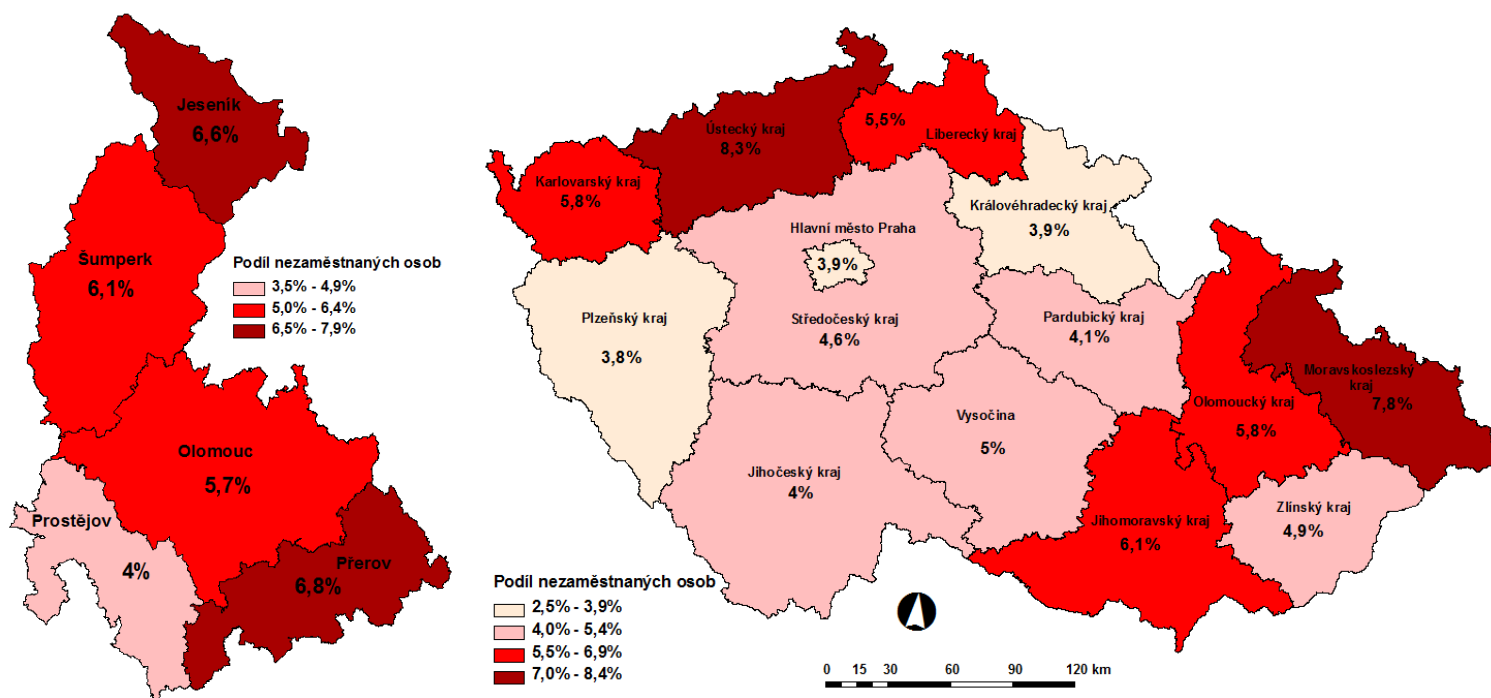 Jeseník
6,6%
Šumperk
6,1%
Podíl nezaměstnaných osob
3,5% - 4,9%
5,0% - 6,4%
6,5% - 7,9%
Olomouc
5,7%
Prostějov
4%
Přerov
6,8%
Ústecký kraj
8,3%
5,5%
Liberecký kraj
Karlovarský kraj
5,8%
Královéhradecký kraj
3,9%
Hlavní město Praha
3,9%
Plzeňský kraj
3,8%
Středočeský kraj
4,6%
Pardubický kraj
4,1%
Moravskoslezský
kraj
7,8%
Olomoucký kraj
5,8%
Vysočina
5%
Jihočeský kraj
4%
Jihomoravský kraj
6,1%
Zlínský kraj
4,9%
Podíl nezaměstnaných osob
2,5% - 3,9%
4,0% - 5,4%
5,5% - 6,9%
7,0% - 8,4%
0 15 30 60 90 120 km